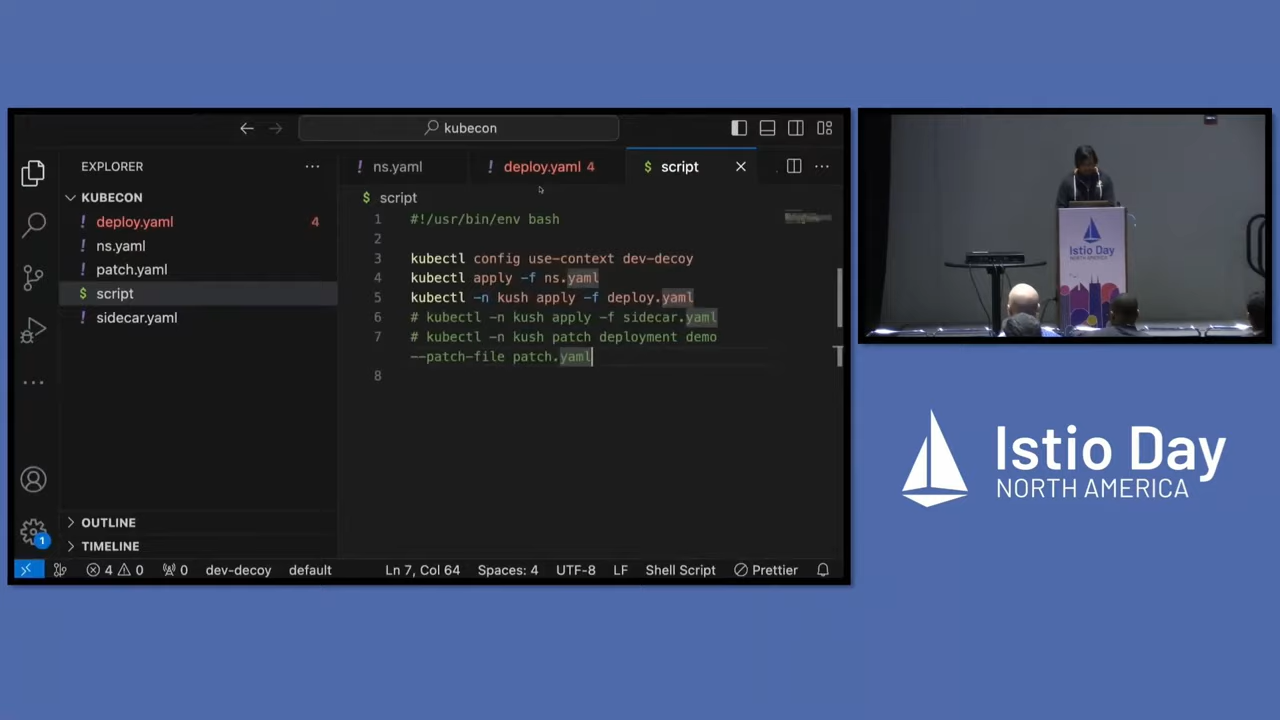 kubecon
EXPLORER
KUBECON
! deploy.yaml 4
! ns.yaml
! patch.yaml
$ script
! sidecar.yaml
OUTLINE
TIMELINE
! ns.yaml
! deploy.yaml 4
$ script
$ script
1 #!/usr/bin/env bash
2
3 kubectl config use-context dev-decoy
4 kubectl apply -f ns.yaml
5 kubectl -n kush apply -f deploy.yaml
6 # kubectl -n kush apply -f sidecar.yaml
7 # kubectl -n kush patch deployment demo
--patch-file patch.yaml
8
1
4 0 0 dev-decoy default Ln 7, Col 64 Spaces: 4 UTF-8 LF Shell Script Prettier
Istio Day
NORTH AMERICA
Istio Day
NORTH AMERICA